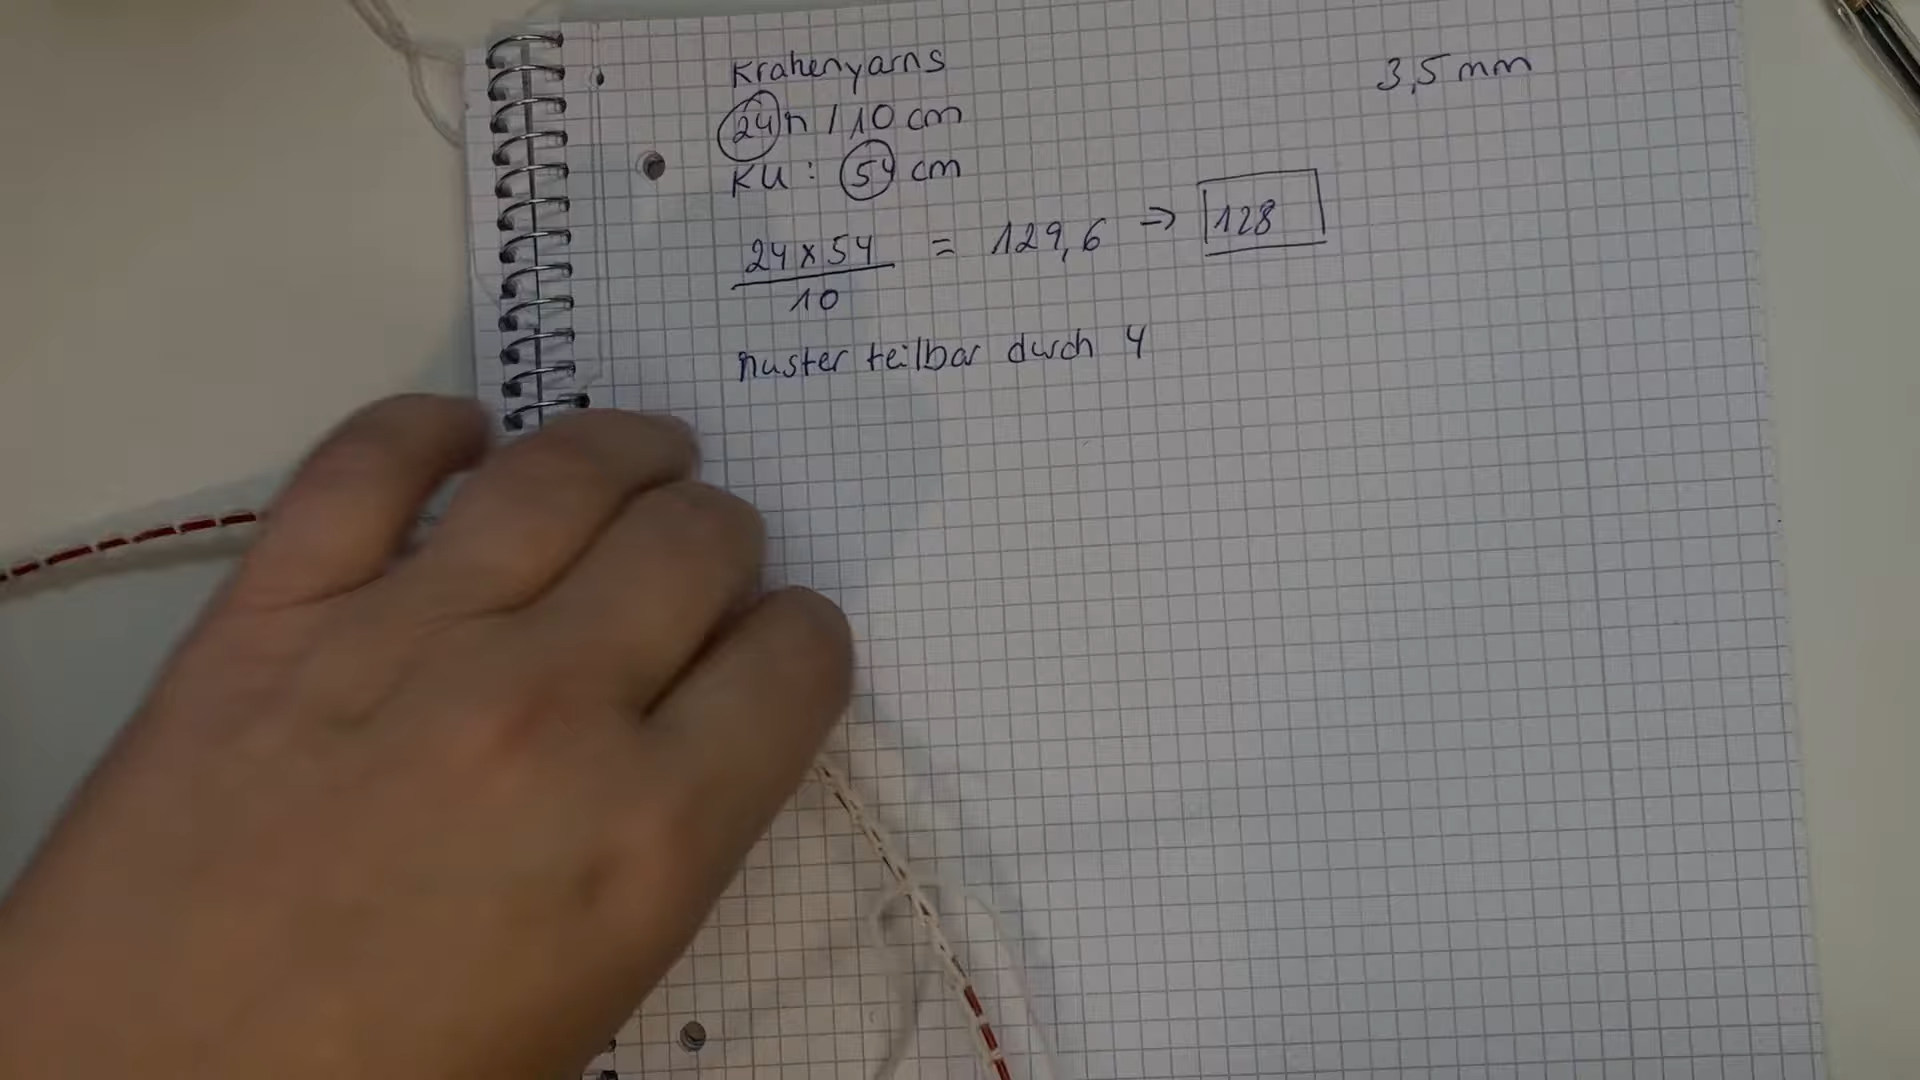 Krahenyarns
3,5 mm
24 M / 10 cm
KU : 54 cm
24 x 54 = 129,6 ⇒ 128
10
Muster teilbar durch 4